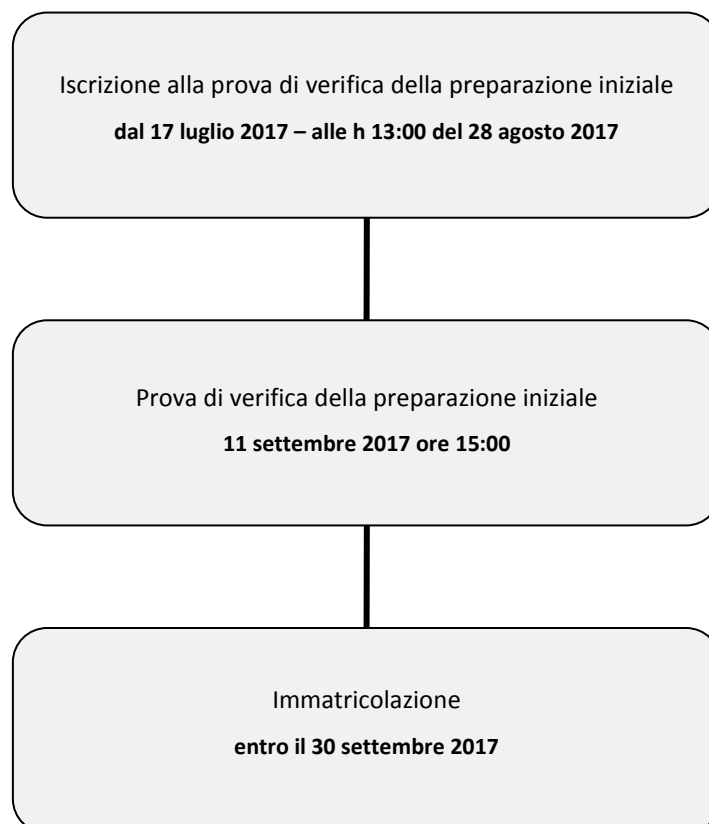 Iscrizione alla prova di verifica della preparazione iniziale
dal 17 luglio 2017 – alle h 13:00 del 28 agosto 2017
Prova di verifica della preparazione iniziale
11 settembre 2017 ore 15:00
Immatricolazione
entro il 30 settembre 2017